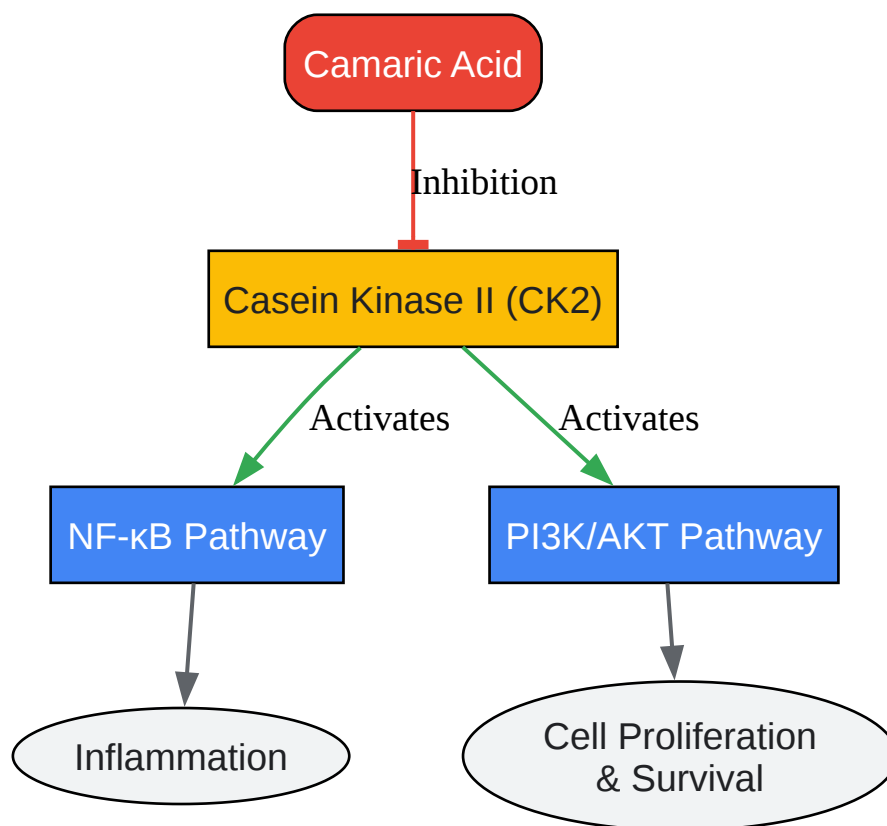 Camaric Acid
Inhibition
Casein Kinase II (CK2)
Activates
Activates
NF-κB Pathway
PI3K/AKT Pathway
Inflammation
Cell Proliferation
& Survival